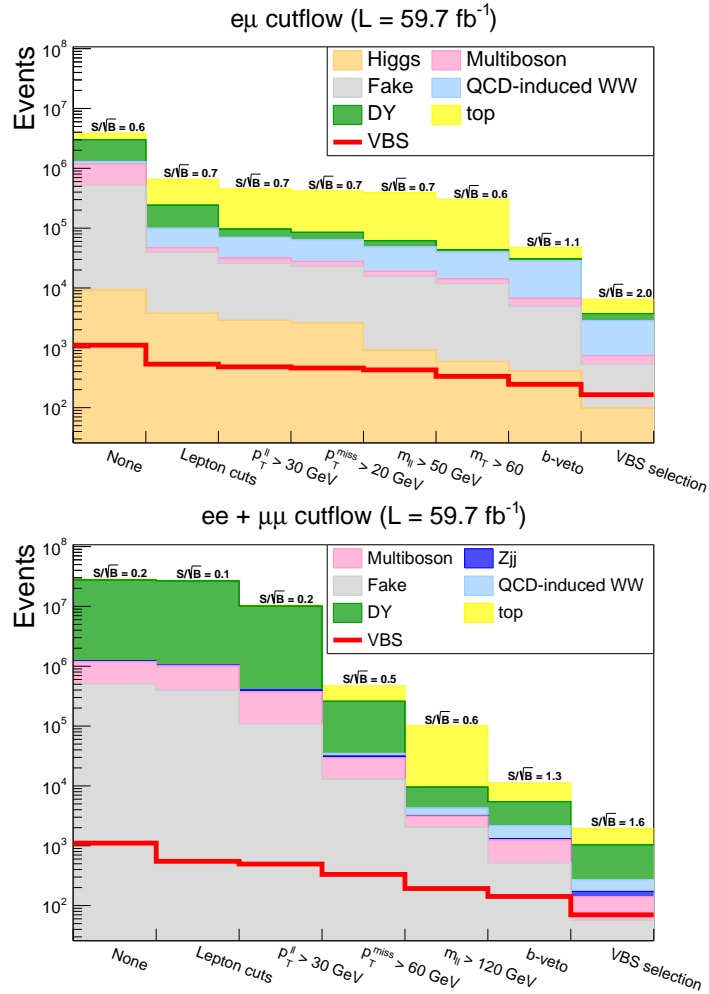 eμ cutflow (L = 59.7 fb⁻¹)
Events
10⁸
10⁷
10⁶
10⁵
10⁴
10³
10²
Higgs
Multiboson
Fake
QCD-induced WW
DY
top
VBS
S/√B = 0.6
S/√B = 0.7
S/√B = 0.7
S/√B = 0.7
S/√B = 0.7
S/√B = 0.6
S/√B = 1.1
S/√B = 2.0
None
Lepton cuts
p_T^ll > 30 GeV
p_T^miss > 20 GeV
m_ll > 50 GeV
m_T > 60
b-veto
VBS selection
ee + μμ cutflow (L = 59.7 fb⁻¹)
Events
10⁸
10⁷
10⁶
10⁵
10⁴
10³
10²
Multiboson
Zjj
Fake
QCD-induced WW
DY
top
VBS
S/√B = 0.2
S/√B = 0.1
S/√B = 0.2
S/√B = 0.5
S/√B = 0.6
S/√B = 1.3
S/√B = 1.6
None
Lepton cuts
p_T^ll > 30 GeV
p_T^miss > 60 GeV
m_ll > 120 GeV
b-veto
VBS selection